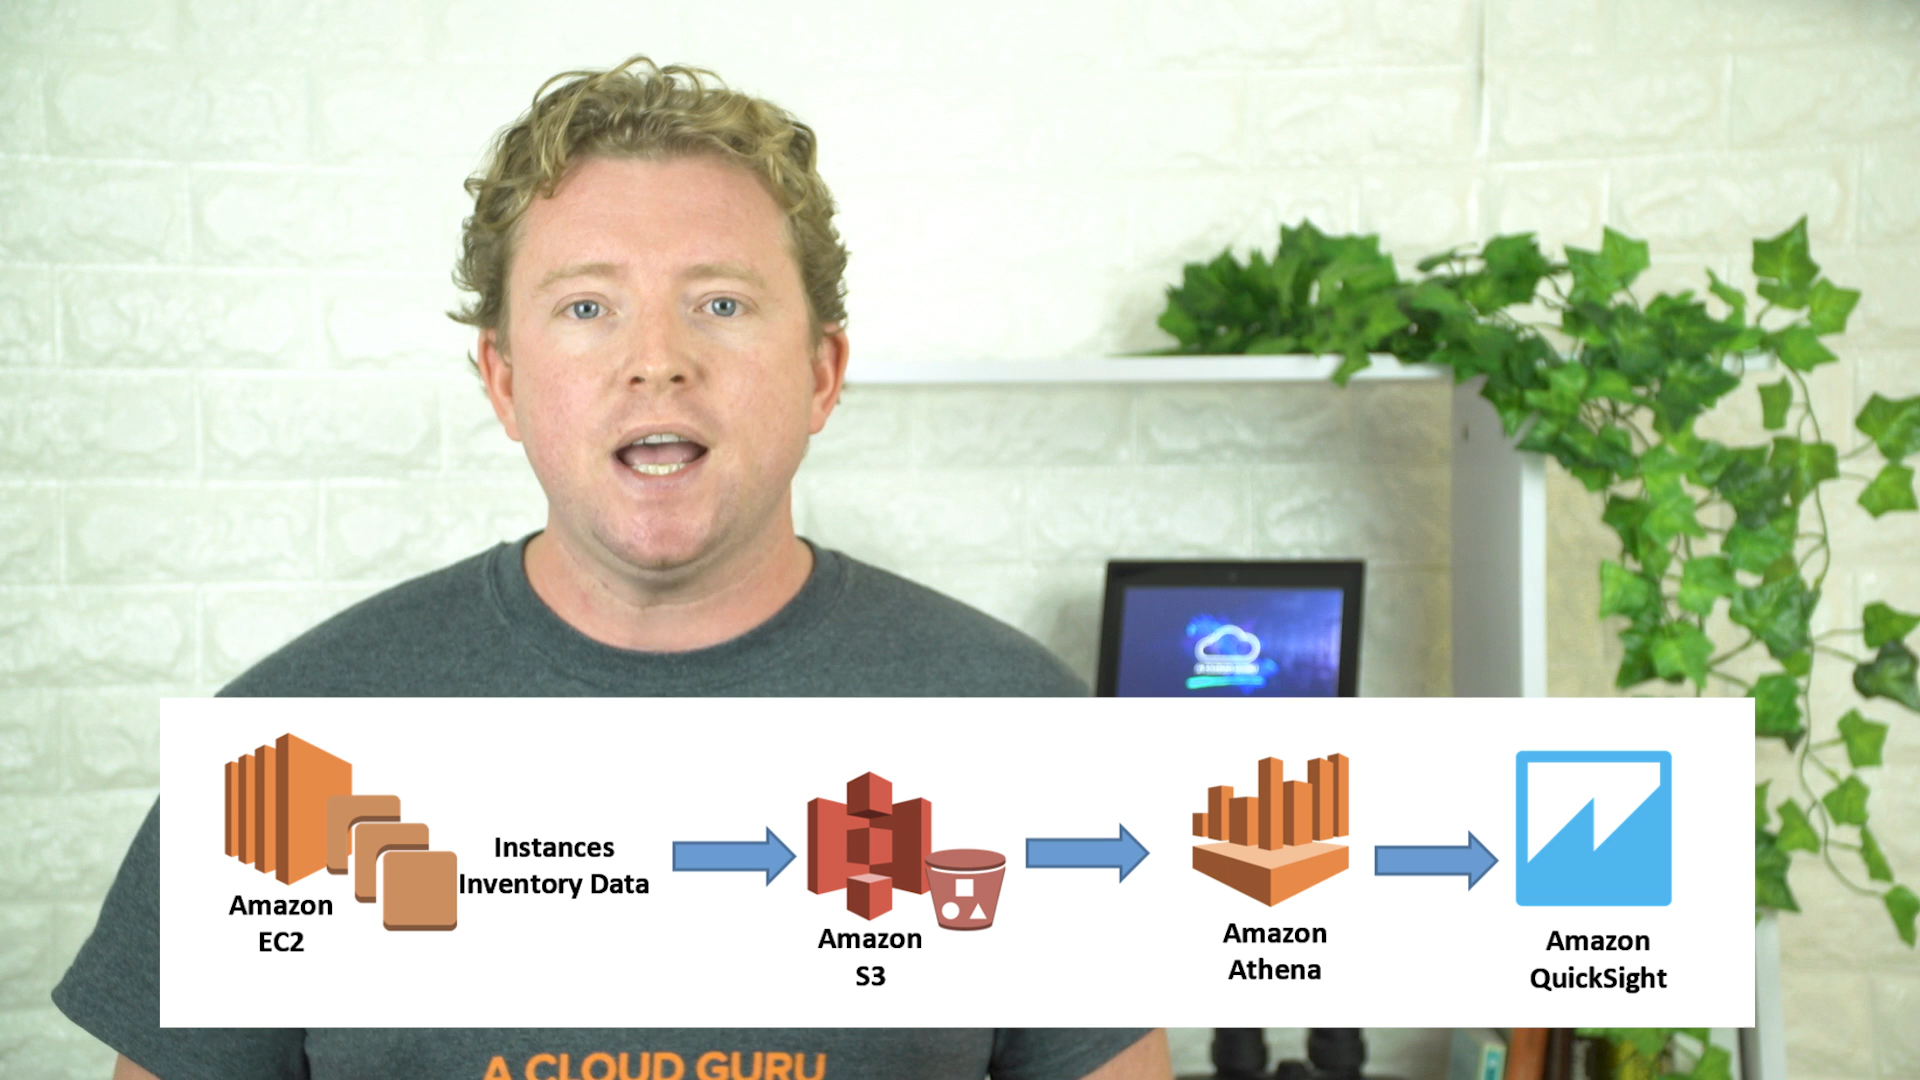 Instances
Inventory Data
Amazon
EC2
Amazon
S3
Amazon
Athena
Amazon
QuickSight
A CLOUD GURU